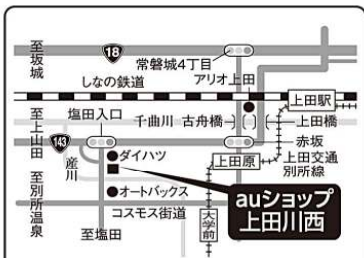 至坂城
18
常磐城4丁目
しなの鉄道
アリオ上田
上田駅
至上山田
塩田入口
千曲川
古舟橋
上田橋
143
産川
ダイハツ
上田原
赤坂
上田交通
別所線
至別所温泉
オートバックス
auショップ
上田川西
コスモス街道
大学前
至塩田